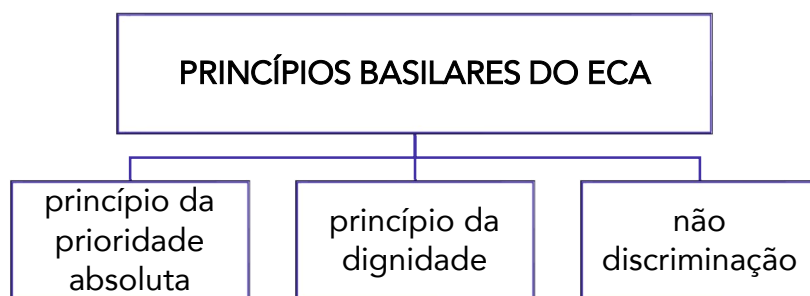 PRINCÍPIOS BASILARES DO ECA
princípio da
prioridade
absoluta
princípio da
dignidade
não
discriminação